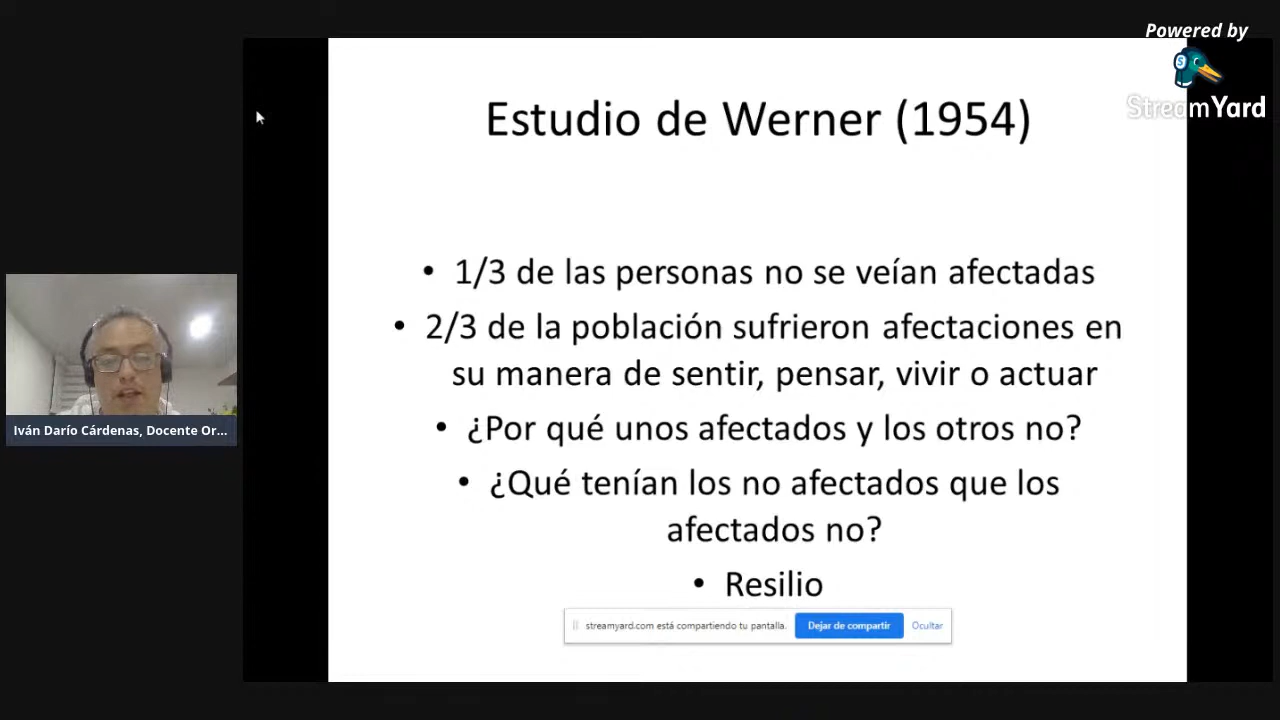 Powered by
StreamYard
Estudio de Werner (1954)
• 1/3 de las personas no se veían afectadas
• 2/3 de la población sufrieron afectaciones en
su manera de sentir, pensar, vivir o actuar
• ¿Por qué unos afectados y los otros no?
• ¿Qué tenían los no afectados que los
afectados no?
• Resilio
streamyard.com está compartiendo tu pantalla. Dejar de compartir Ocultar
Iván Darío Cárdenas, Docente Or...